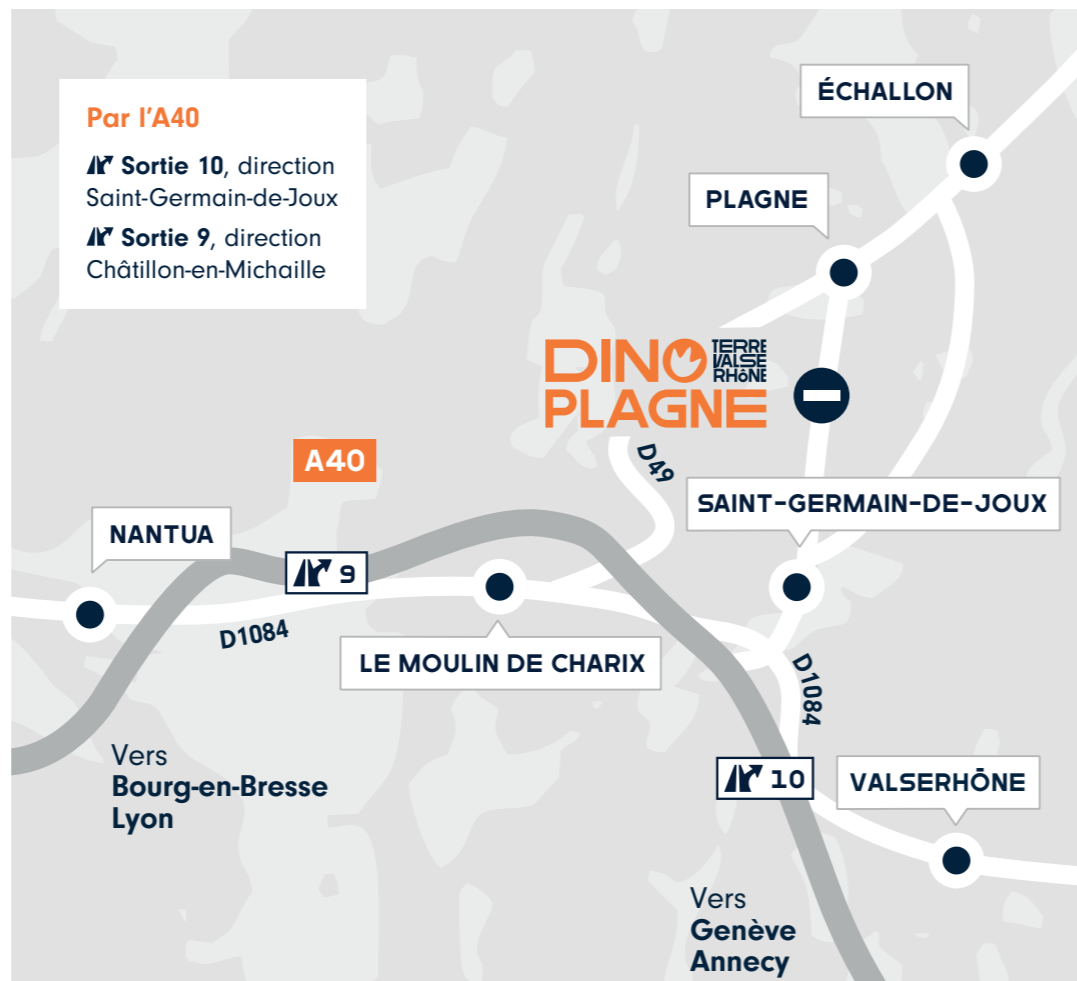 Par l'A40
Sortie 10, direction
Saint-Germain-de-Joux
Sortie 9, direction
Châtillon-en-Michaille
ÉCHALLON
PLAGNE
DINO
TERRE
VALSE
RHôNE
PLAGNE
D49
A40
SAINT-GERMAIN-DE-JOUX
NANTUA
9
D1084
LE MOULIN DE CHARIX
D1084
Vers
Bourg-en-Bresse
Lyon
10
VALSERHÔNE
Vers
Genève
Annecy